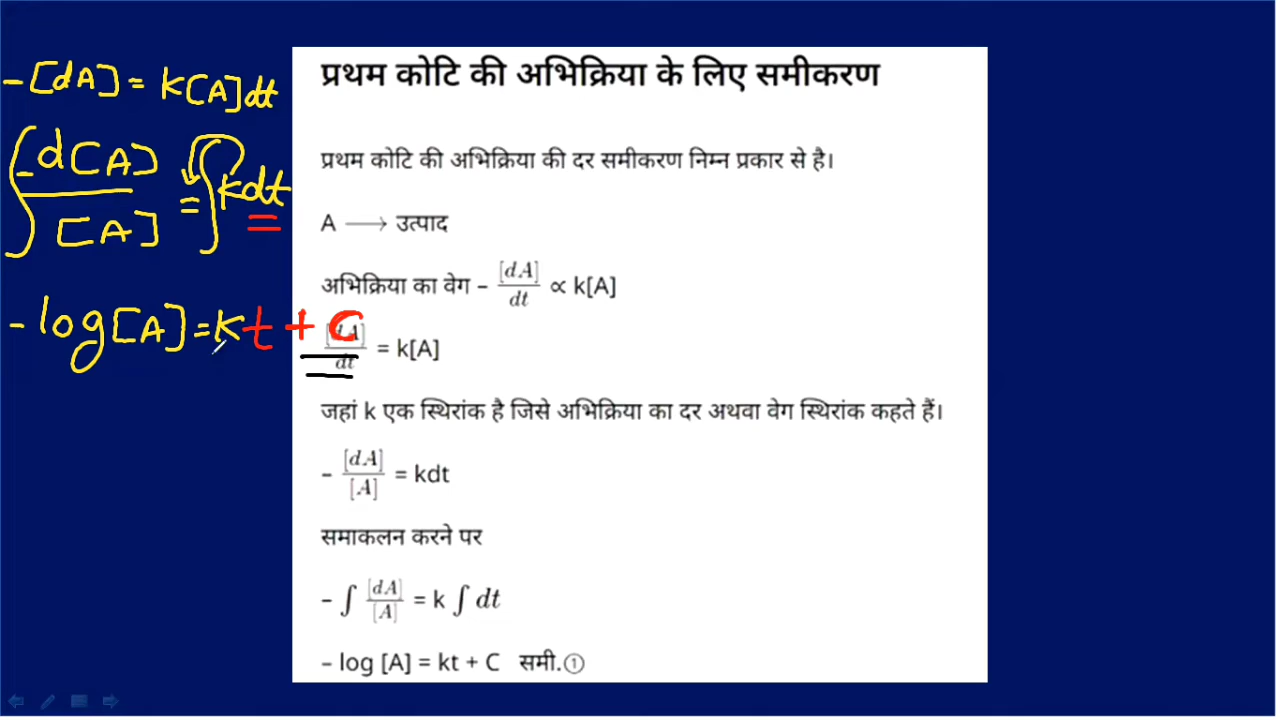 -[dA] = K[A]dt
∫ -d[A] / [A] = ∫ Kdt
-log[A] = Kt + C
प्रथम कोटि की अभिक्रिया के लिए समीकरण
प्रथम कोटि की अभिक्रिया की दर समीकरण निम्न प्रकार से है।
A ⟶ उत्पाद
अभिक्रिया का वेग – [dA]/dt ∝ k[A]
[dA]/dt = k[A]
जहां k एक स्थिरांक है जिसे अभिक्रिया का दर अथवा वेग स्थिरांक कहते हैं।
– [dA]/[A] = kdt
समाकलन करने पर
– ∫ [dA]/[A] = k ∫ dt
– log [A] = kt + C समी.①